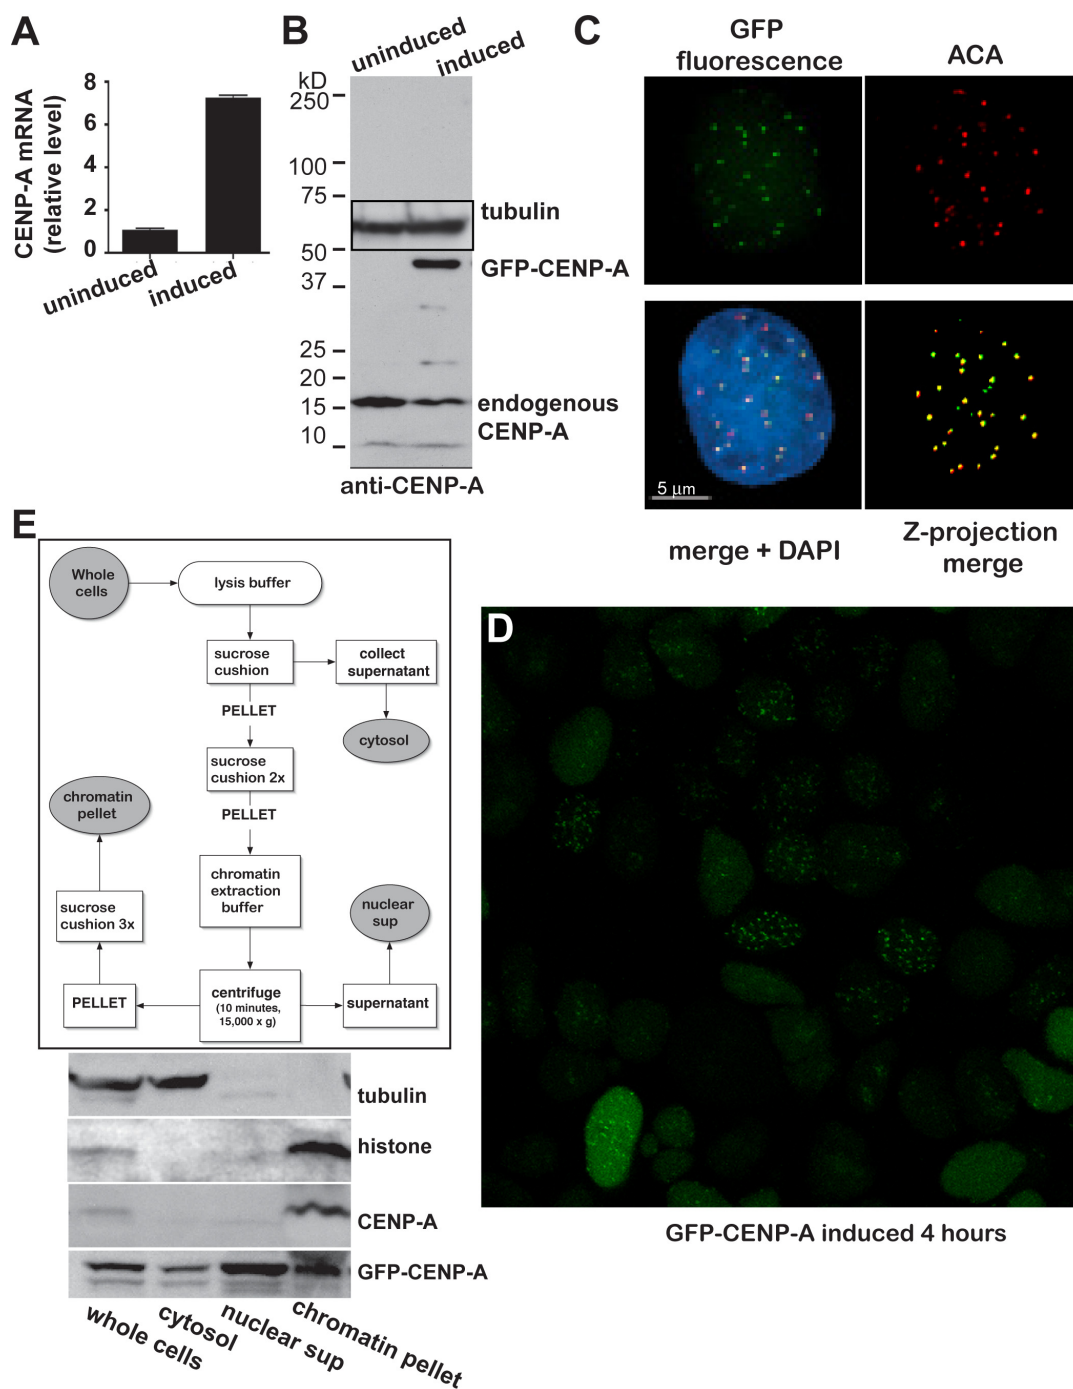 A
CENP-A mRNA
(relative level)
8
6
4
2
0
uninduced
induced
B
uninduced
induced
kD
250
100
75
50
37
25
20
15
10
tubulin
GFP-CENP-A
endogenous
CENP-A
anti-CENP-A
C
GFP
fluorescence
ACA
5 µm
merge + DAPI
Z-projection
merge
E
Whole
cells
lysis buffer
sucrose
cushion
collect
supernatant
PELLET
cytosol
sucrose
cushion 2x
PELLET
chromatin
pellet
chromatin
extraction
buffer
nuclear
sup
sucrose
cushion 3x
PELLET
centrifuge
(10 minutes,
15,000 x g)
supernatant
tubulin
histone
CENP-A
GFP-CENP-A
whole cells
cytosol
nuclear sup
chromatin pellet
D
GFP-CENP-A induced 4 hours